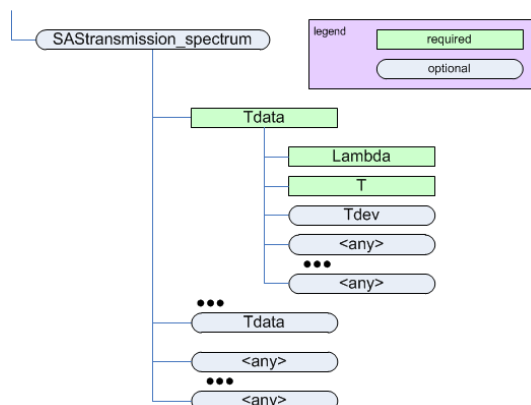 SAStransmission_spectrum
legend
required
optional
Tdata
Lambda
T
Tdev
<any>
•••
<any>
•••
Tdata
<any>
•••
<any>